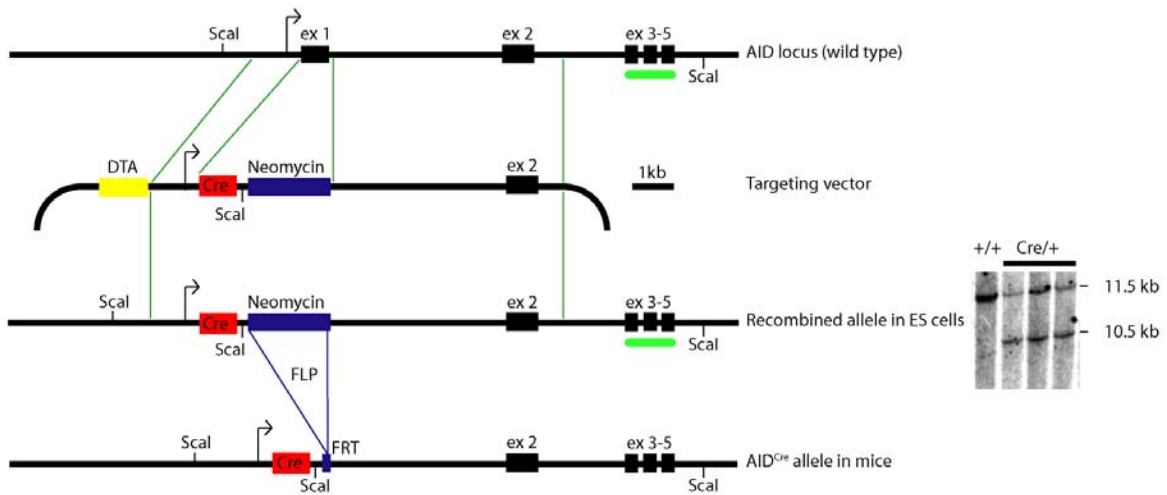 ScaI ex 1 ex 2 ex 3-5
AID locus (wild type)
ScaI
DTA Neomycin ex 2 1kb
Cre
Targeting vector
ScaI
+/+ Cre/+
11.5 kb
10.5 kb
ScaI Neomycin ex 2 ex 3-5
Cre
Recombined allele in ES cells
ScaI ScaI
FLP
ScaI FRT ex 2 ex 3-5
Cre
AIDCre allele in mice
ScaI ScaI